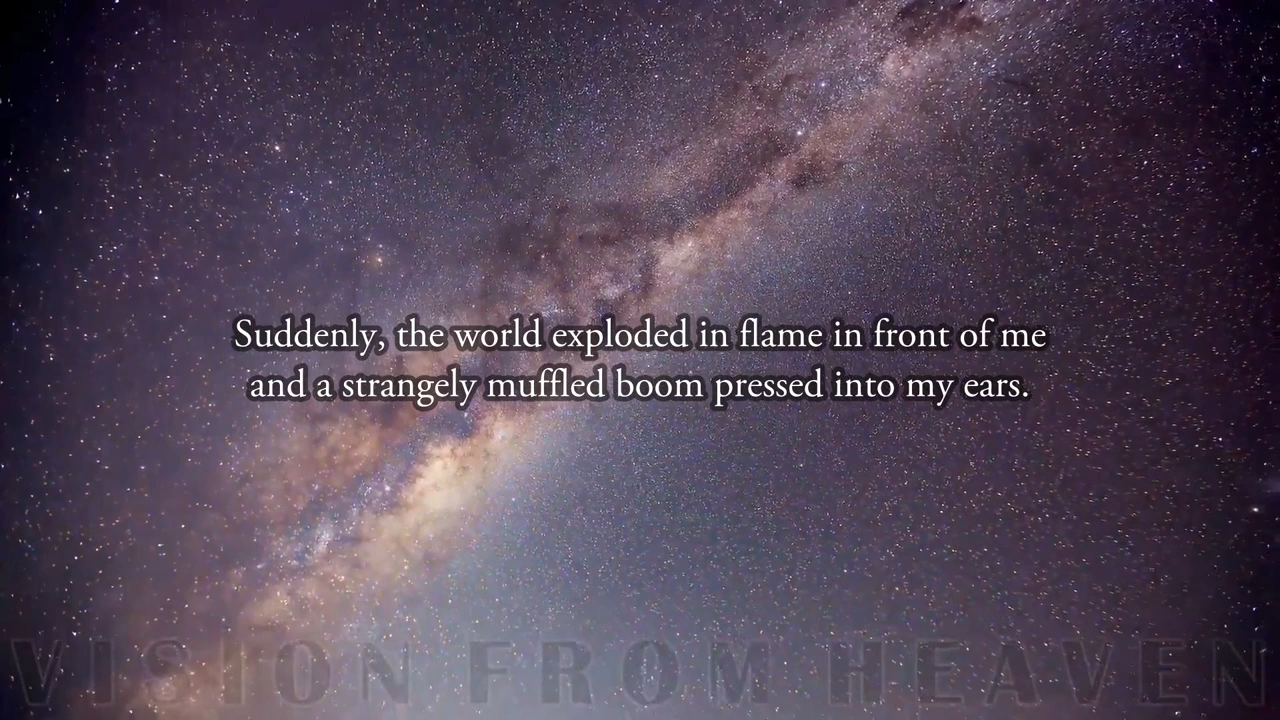 Suddenly, the world exploded in flame in front of me
and a strangely muffled boom pressed into my ears.
VISION FROM HEAVEN